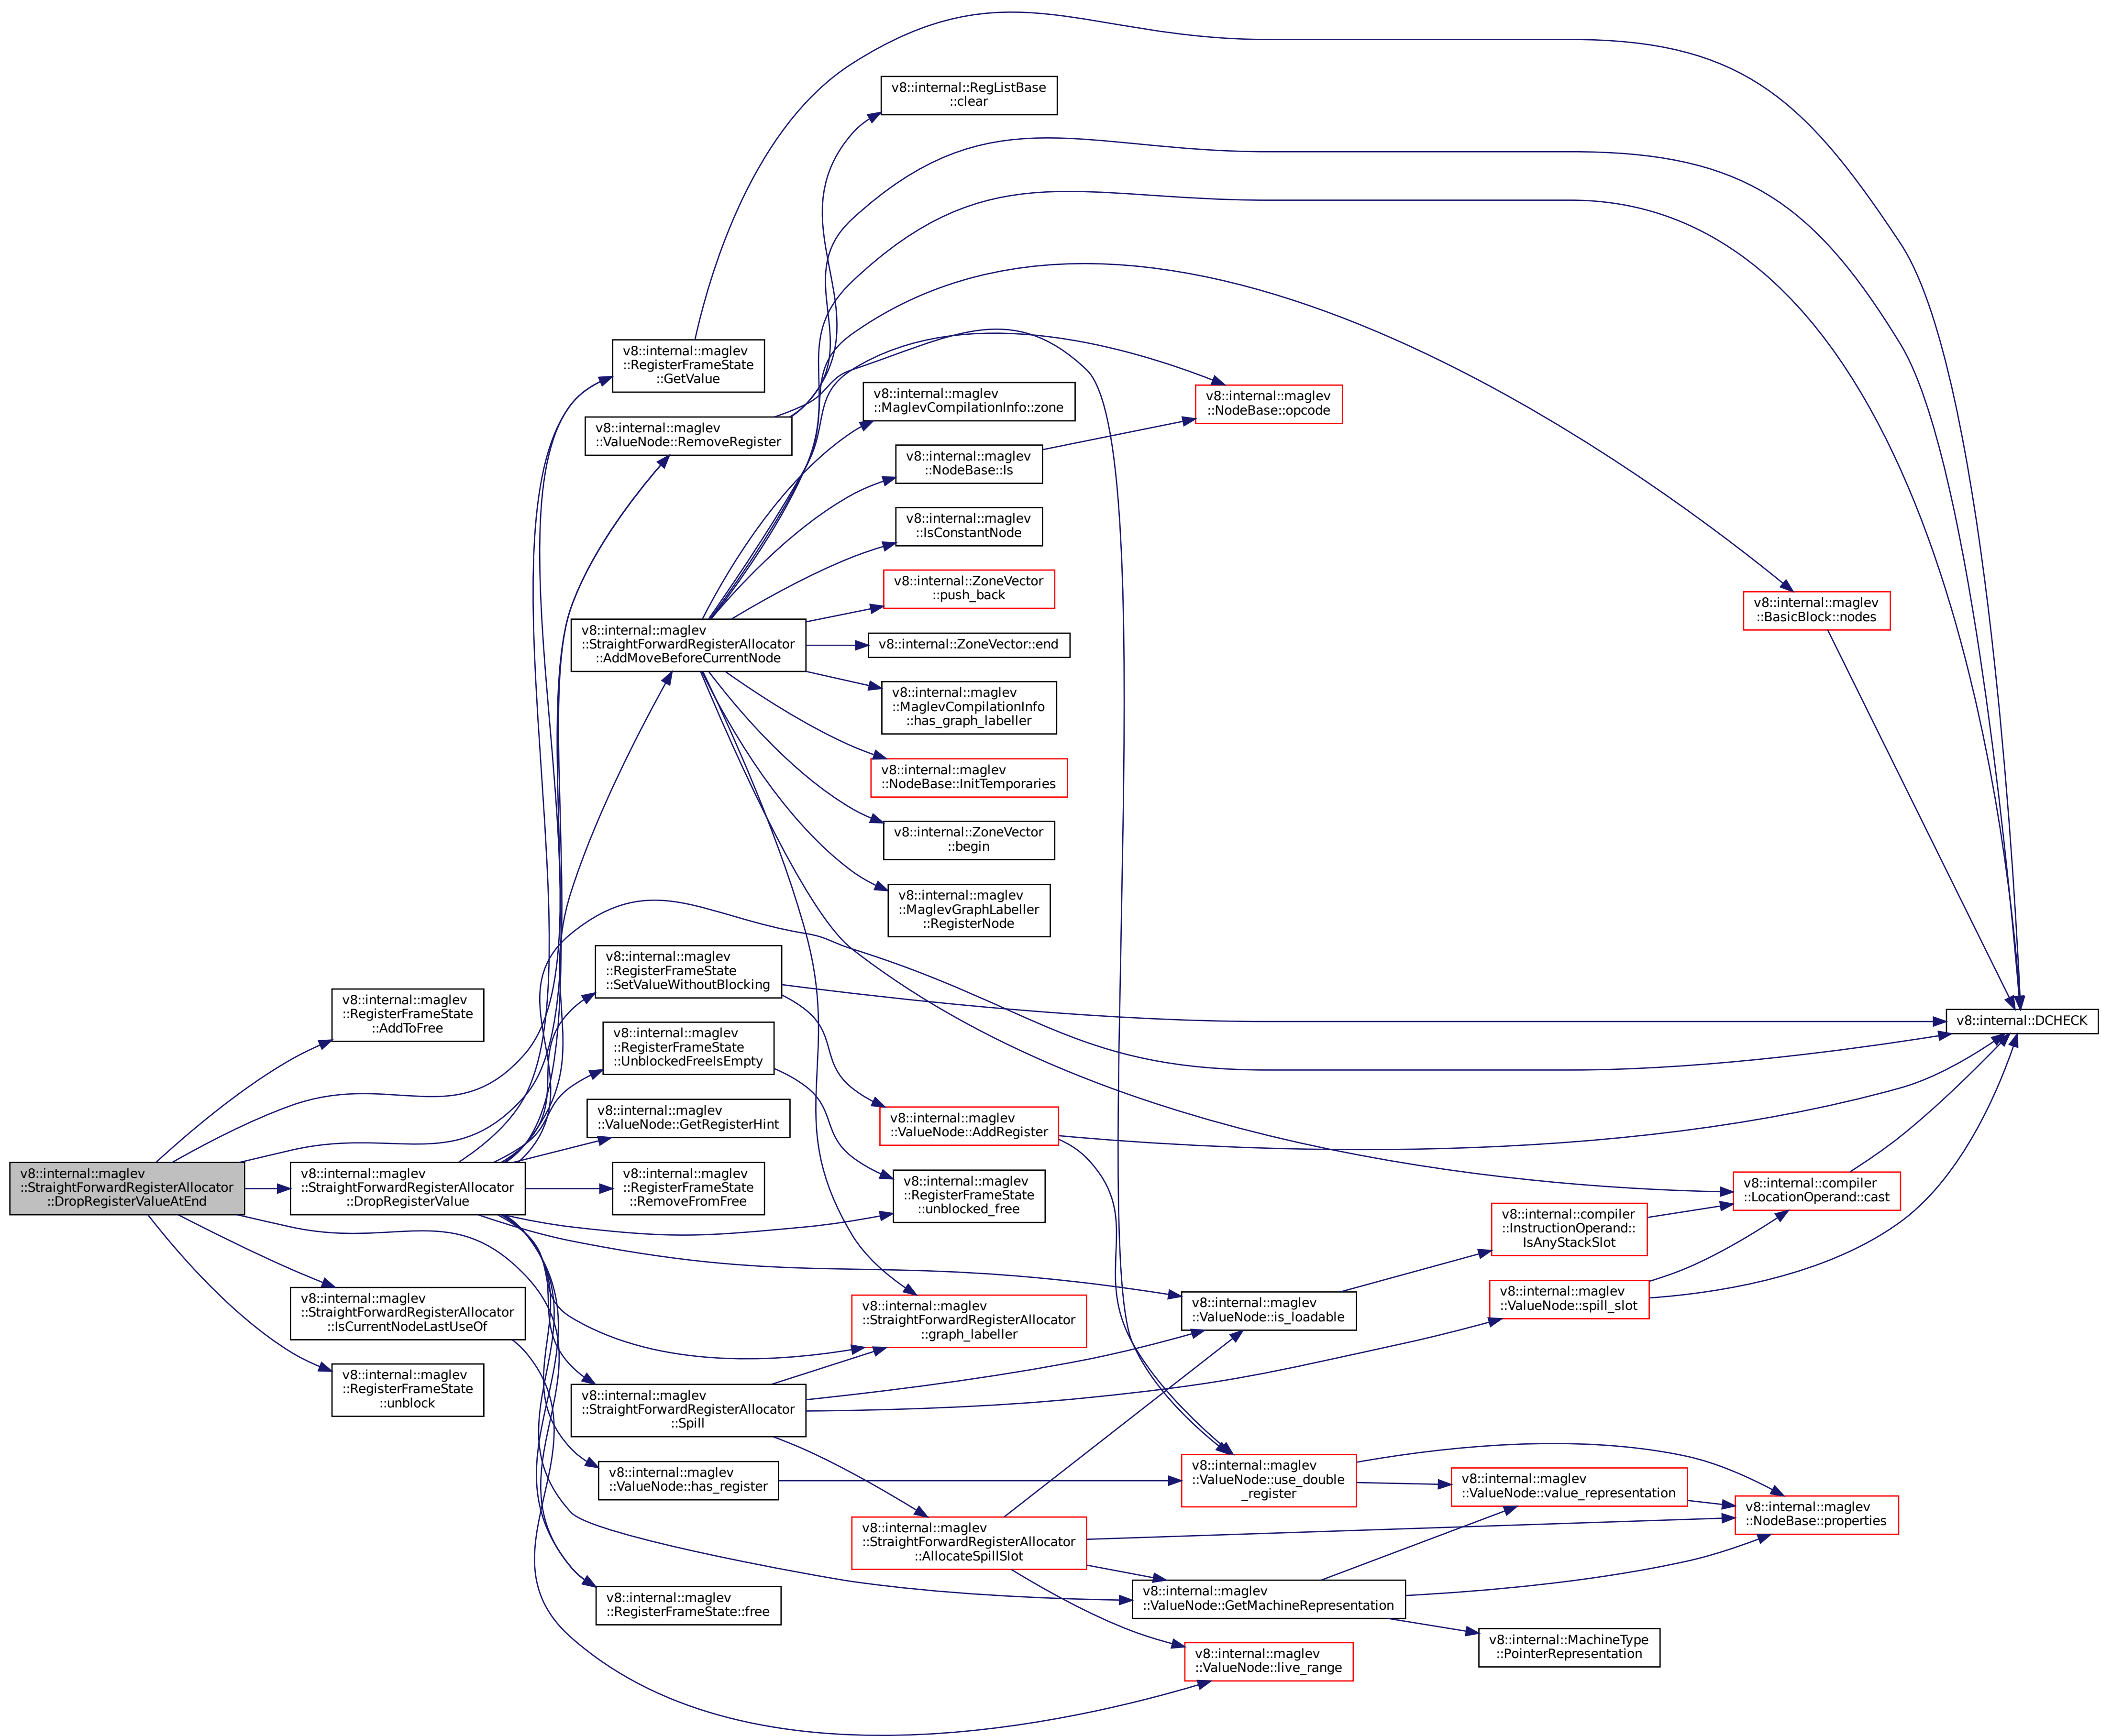 v8::internal::maglev
::StraightForwardRegisterAllocator
::DropRegisterValueAtEnd
v8::internal::maglev
::RegisterFrameState
::AddToFree
v8::internal::maglev
::StraightForwardRegisterAllocator
::DropRegisterValue
v8::internal::maglev
::StraightForwardRegisterAllocator
::IsCurrentNodeLastUseOf
v8::internal::maglev
::RegisterFrameState
::unblock
v8::internal::maglev
::RegisterFrameState
::GetValue
v8::internal::maglev
::ValueNode::RemoveRegister
v8::internal::maglev
::StraightForwardRegisterAllocator
::AddMoveBeforeCurrentNode
v8::internal::maglev
::RegisterFrameState
::SetValueWithoutBlocking
v8::internal::maglev
::RegisterFrameState
::UnblockedFreeIsEmpty
v8::internal::maglev
::ValueNode::GetRegisterHint
v8::internal::maglev
::RegisterFrameState
::RemoveFromFree
v8::internal::maglev
::StraightForwardRegisterAllocator
::Spill
v8::internal::maglev
::ValueNode::has_register
v8::internal::maglev
::RegisterFrameState::free
v8::internal::RegListBase
::clear
v8::internal::maglev
::MaglevCompilationInfo::zone
v8::internal::maglev
::NodeBase::Is
v8::internal::maglev
::IsConstantNode
v8::internal::ZoneVector
::push_back
v8::internal::ZoneVector::end
v8::internal::maglev
::MaglevCompilationInfo
::has_graph_labeller
v8::internal::maglev
::NodeBase::InitTemporaries
v8::internal::ZoneVector
::begin
v8::internal::maglev
::MaglevGraphLabeller
::RegisterNode
v8::internal::maglev
::ValueNode::AddRegister
v8::internal::maglev
::RegisterFrameState
::unblocked_free
v8::internal::maglev
::StraightForwardRegisterAllocator
::graph_labeller
v8::internal::maglev
::StraightForwardRegisterAllocator
::AllocateSpillSlot
v8::internal::maglev
::NodeBase::opcode
v8::internal::maglev
::ValueNode::is_loadable
v8::internal::maglev
::ValueNode::use_double
_register
v8::internal::maglev
::ValueNode::GetMachineRepresentation
v8::internal::maglev
::ValueNode::live_range
v8::internal::compiler
::InstructionOperand::
IsAnyStackSlot
v8::internal::maglev
::ValueNode::spill_slot
v8::internal::maglev
::ValueNode::value_representation
v8::internal::MachineType
::PointerRepresentation
v8::internal::maglev
::BasicBlock::nodes
v8::internal::compiler
::LocationOperand::cast
v8::internal::maglev
::NodeBase::properties
v8::internal::DCHECK